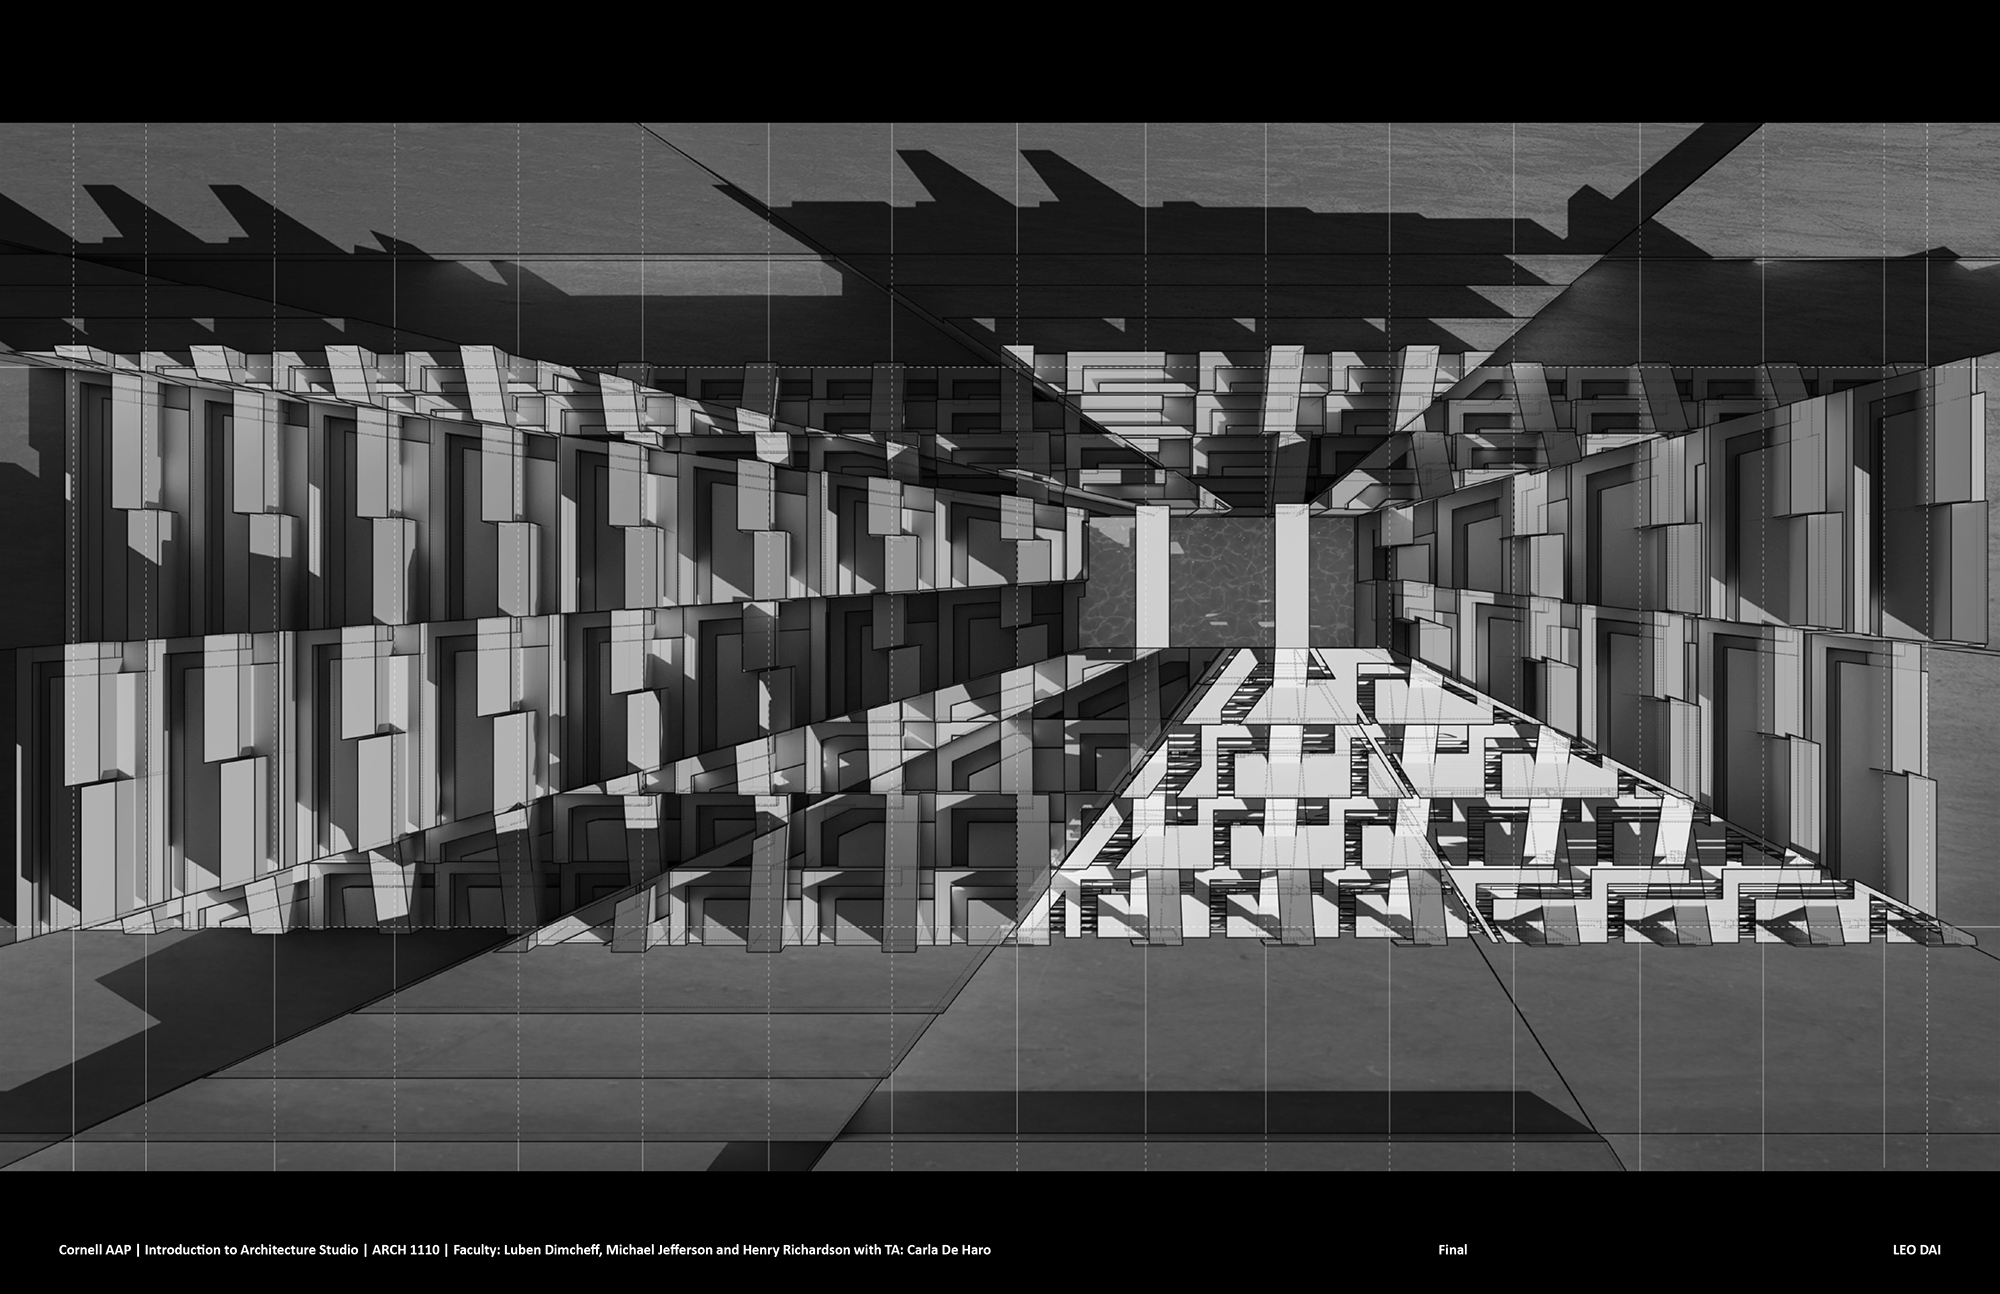 Cornell AAP | Introduction to Architecture Studio | ARCH 1110 | Faculty: Luben Dimcheff, Michael Jefferson and Henry Richardson with TA: Carla De Haro Final LEO DAI